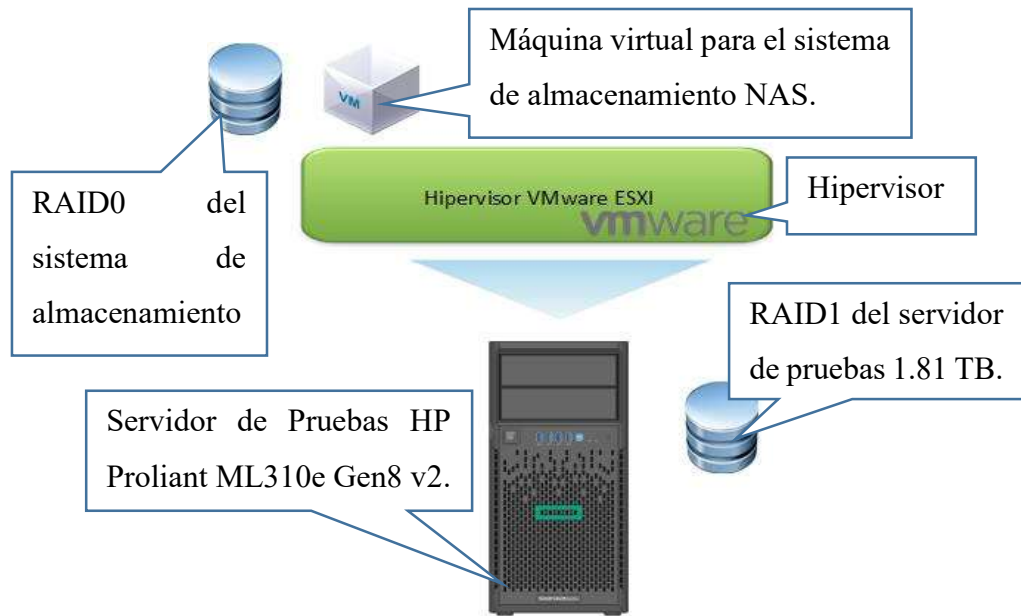 Máquina virtual para el sistema
de almacenamiento NAS.
VM
Hipervisor VMware ESXI
vmware
Hipervisor
RAID0 del
sistema de
almacenamiento
RAID1 del servidor
de pruebas 1.81 TB.
Servidor de Pruebas HP
Proliant ML310e Gen8 v2.